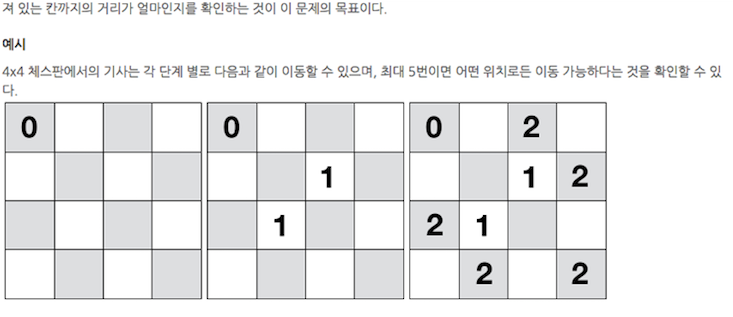 져 있는 칸까지의 거리가 얼마인지를 확인하는 것이 이 문제의 목표이다.
예시
4x4 체스판에서의 기사는 각 단계 별로 다음과 같이 이동할 수 있으며, 최대 5번이면 어떤 위치로든 이동 가능하다는 것을 확인할 수 있
다.
0 0 0 2
1 1 2
1 2 1
2 2